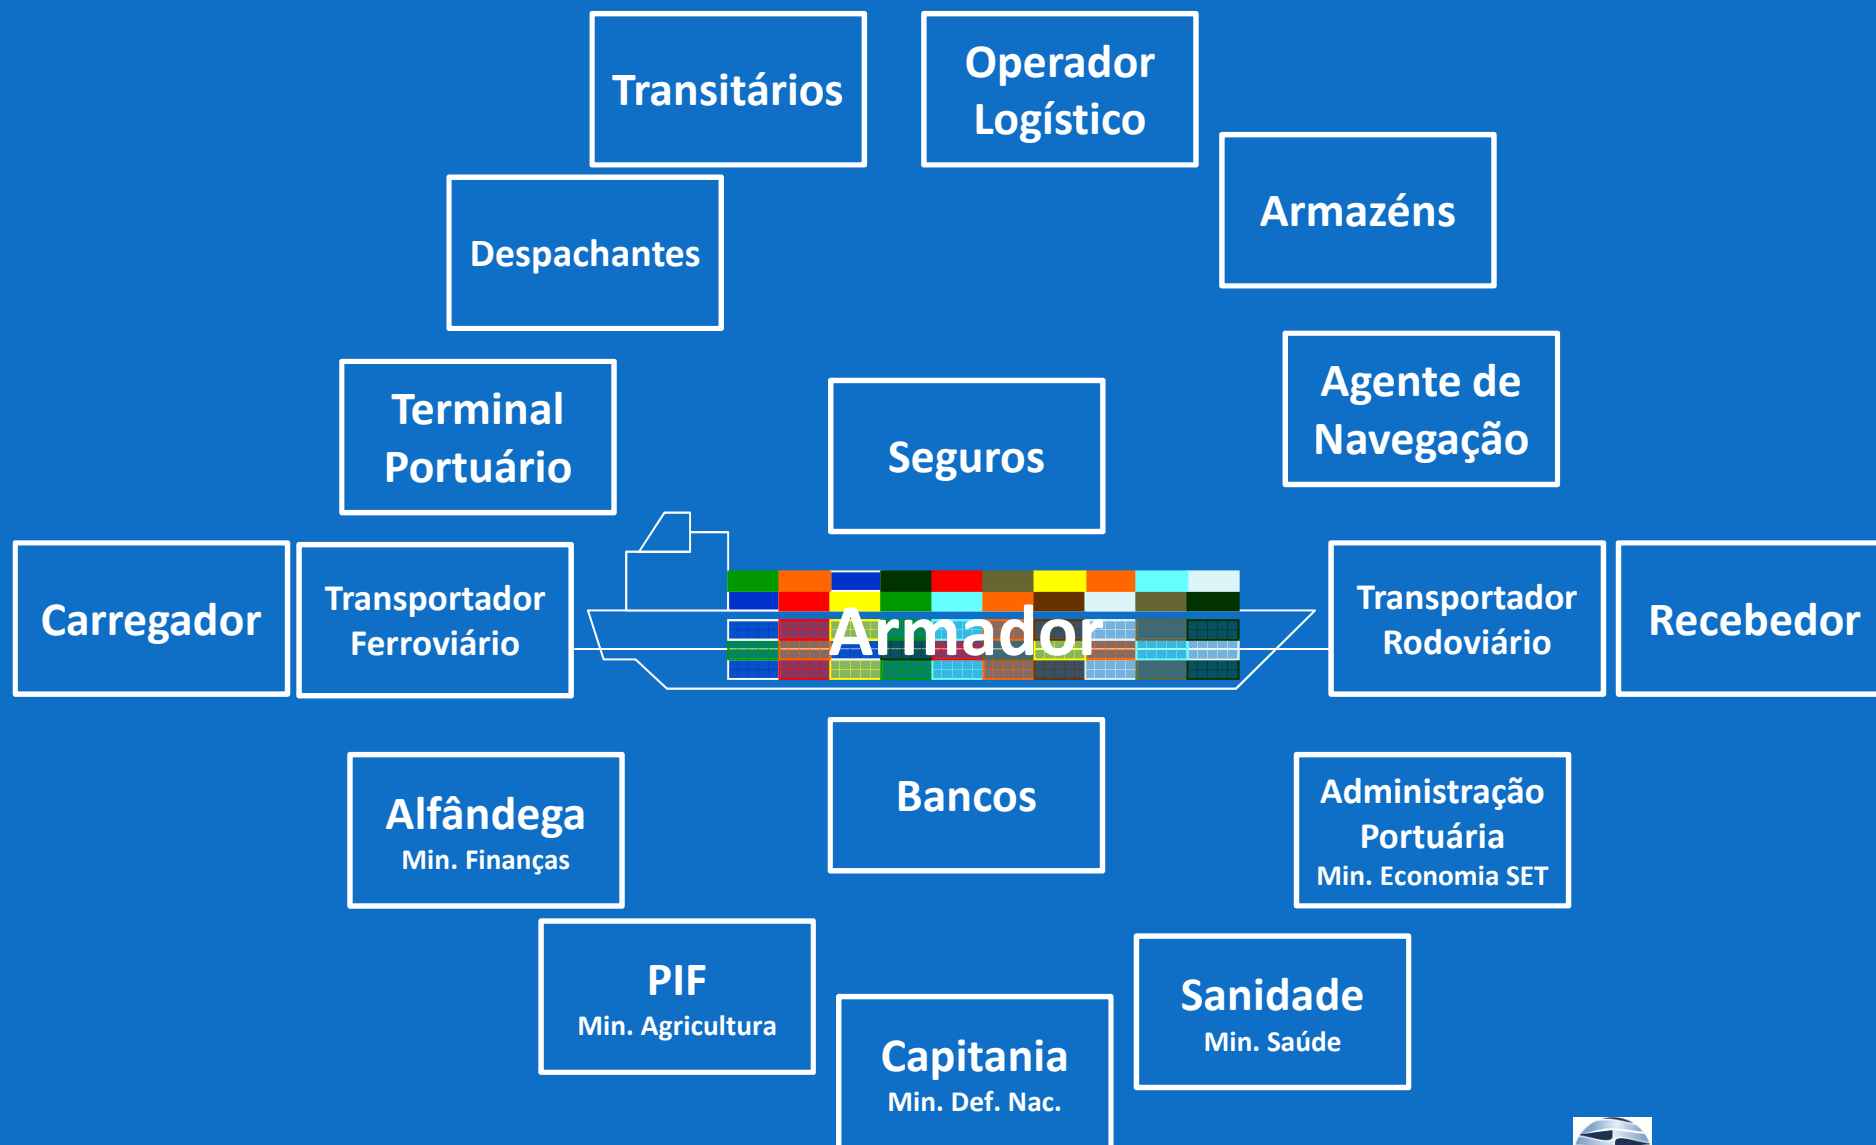 Transitários
Operador
Logístico
Armazéns
Despachantes
Terminal
Portuário
Seguros
Agente de
Navegação
Carregador
Transportador
Ferroviário
Armador
Transportador
Rodoviário
Recebedor
Alfândega
Min. Finanças
Bancos
Administração
Portuária
Min. Economia SET
PIF
Min. Agricultura
Capitania
Min. Def. Nac.
Sanidade
Min. Saúde